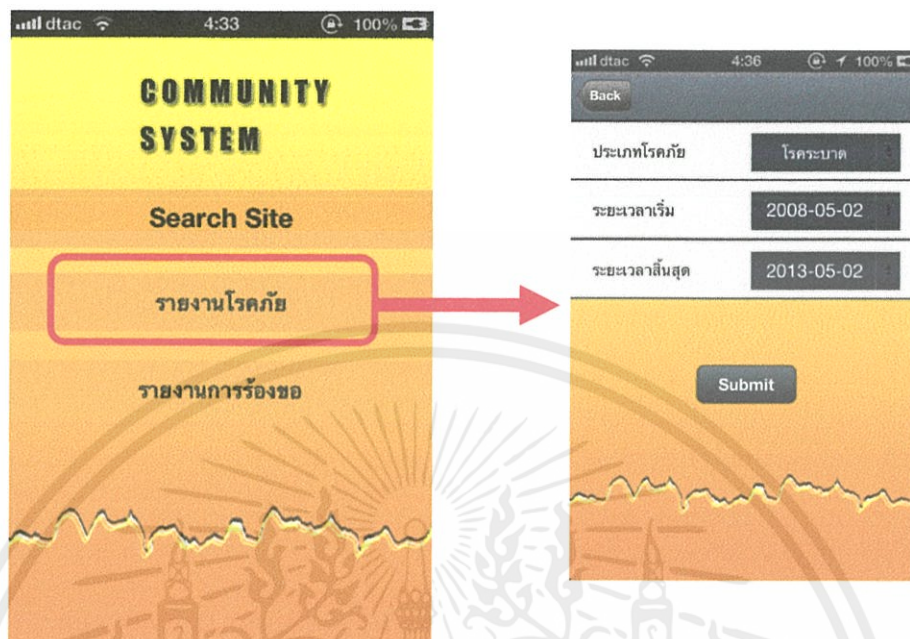 dtac 4:33 100%
COMMUNITY
SYSTEM
Search Site
รายงานโรคภัย
รายงานการร้องขอ
dtac 4:36 100%
Back
ประเภทโรคภัย โรคระบาด
ระยะเวลาเริ่ม 2008-05-02
ระยะเวลาสิ้นสุด 2013-05-02
Submit